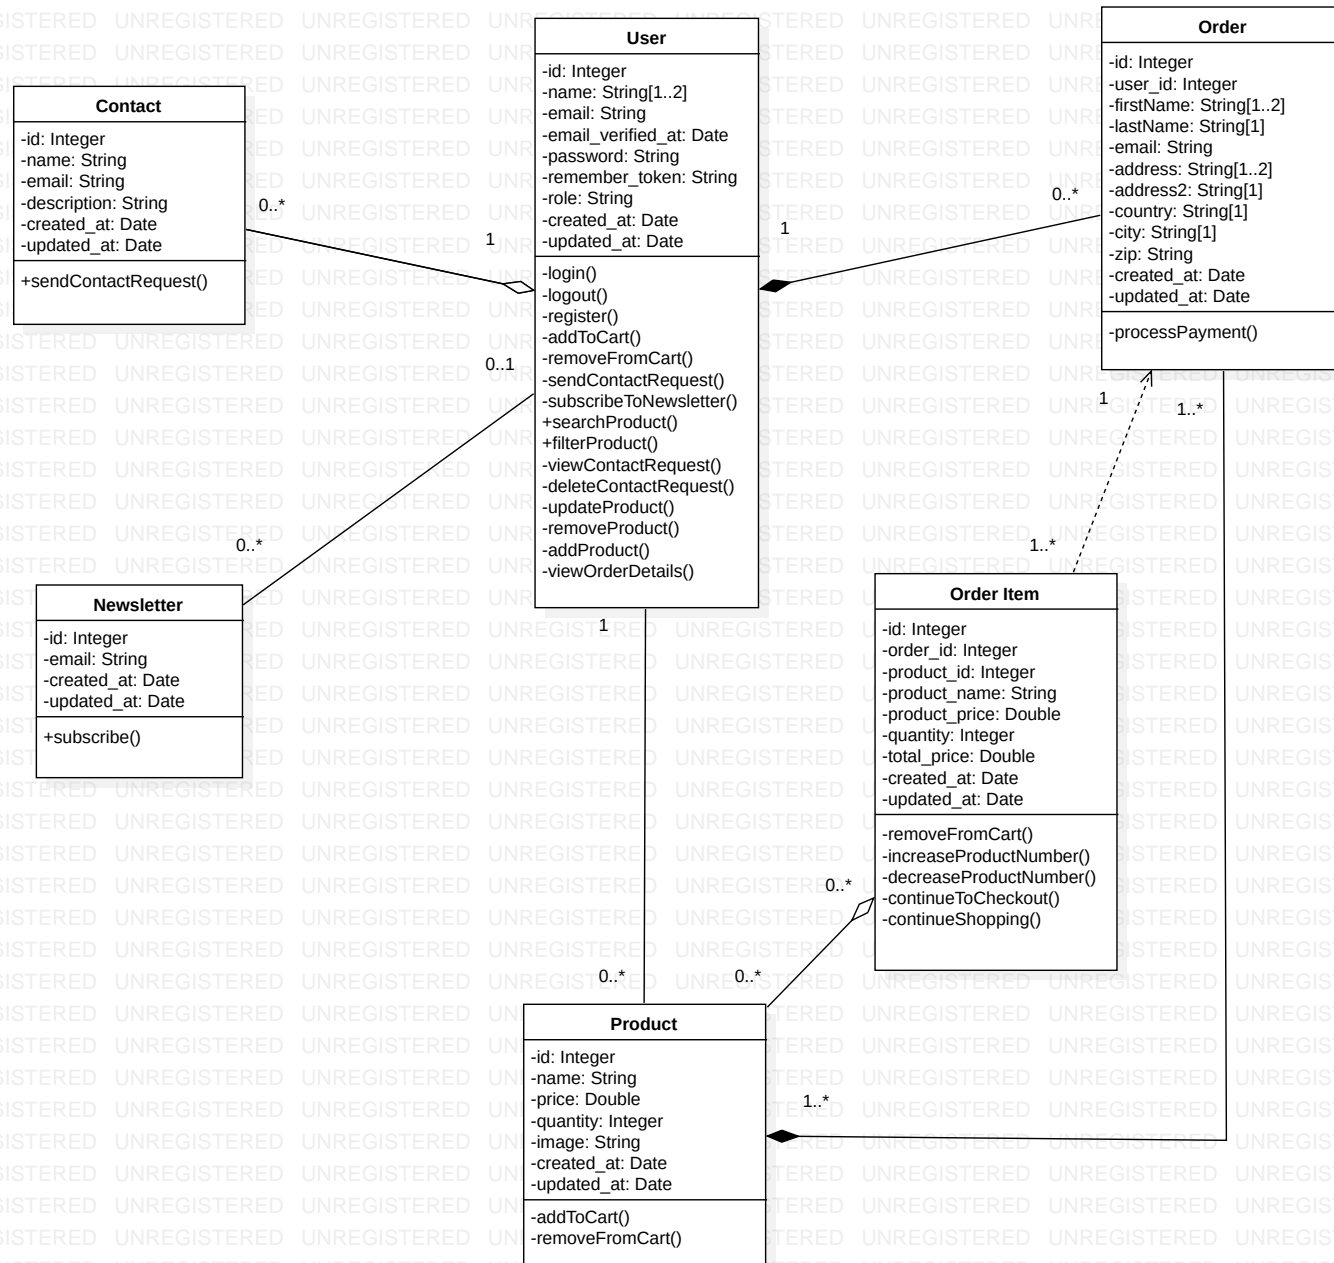 User
-id: Integer
-name: String[1..2]
-email: String
-email_verified_at: Date
-password: String
-remember_token: String
-role: String
-created_at: Date
-updated_at: Date
-login()
-logout()
-register()
-addToCart()
-removeFromCart()
-sendContactRequest()
-subscribeToNewsletter()
+searchProduct()
+filterProduct()
-viewContactRequest()
-deleteContactRequest()
-updateProduct()
-removeProduct()
-addProduct()
-viewOrderDetails()
Order
-id: Integer
-user_id: Integer
-firstName: String[1..2]
-lastName: String[1]
-email: String
-address: String[1..2]
-address2: String[1]
-country: String[1]
-city: String[1]
-zip: String
-created_at: Date
-updated_at: Date
-processPayment()
Contact
-id: Integer
-name: String
-email: String
-description: String
-created_at: Date
-updated_at: Date
+sendContactRequest()
0..*
1
1
0..*
0..1
0..*
1
1..*
1..*
Newsletter
-id: Integer
-email: String
-created_at: Date
-updated_at: Date
+subscribe()
Order Item
-id: Integer
-order_id: Integer
-product_id: Integer
-product_name: String
-product_price: Double
-quantity: Integer
-total_price: Double
-created_at: Date
-updated_at: Date
-removeFromCart()
-increaseProductNumber()
-decreaseProductNumber()
-continueToCheckout()
-continueShopping()
1
0..*
0..*
0..*
1..*
Product
-id: Integer
-name: String
-price: Double
-quantity: Integer
-image: String
-created_at: Date
-updated_at: Date
-addToCart()
-removeFromCart()
UNREGISTERED